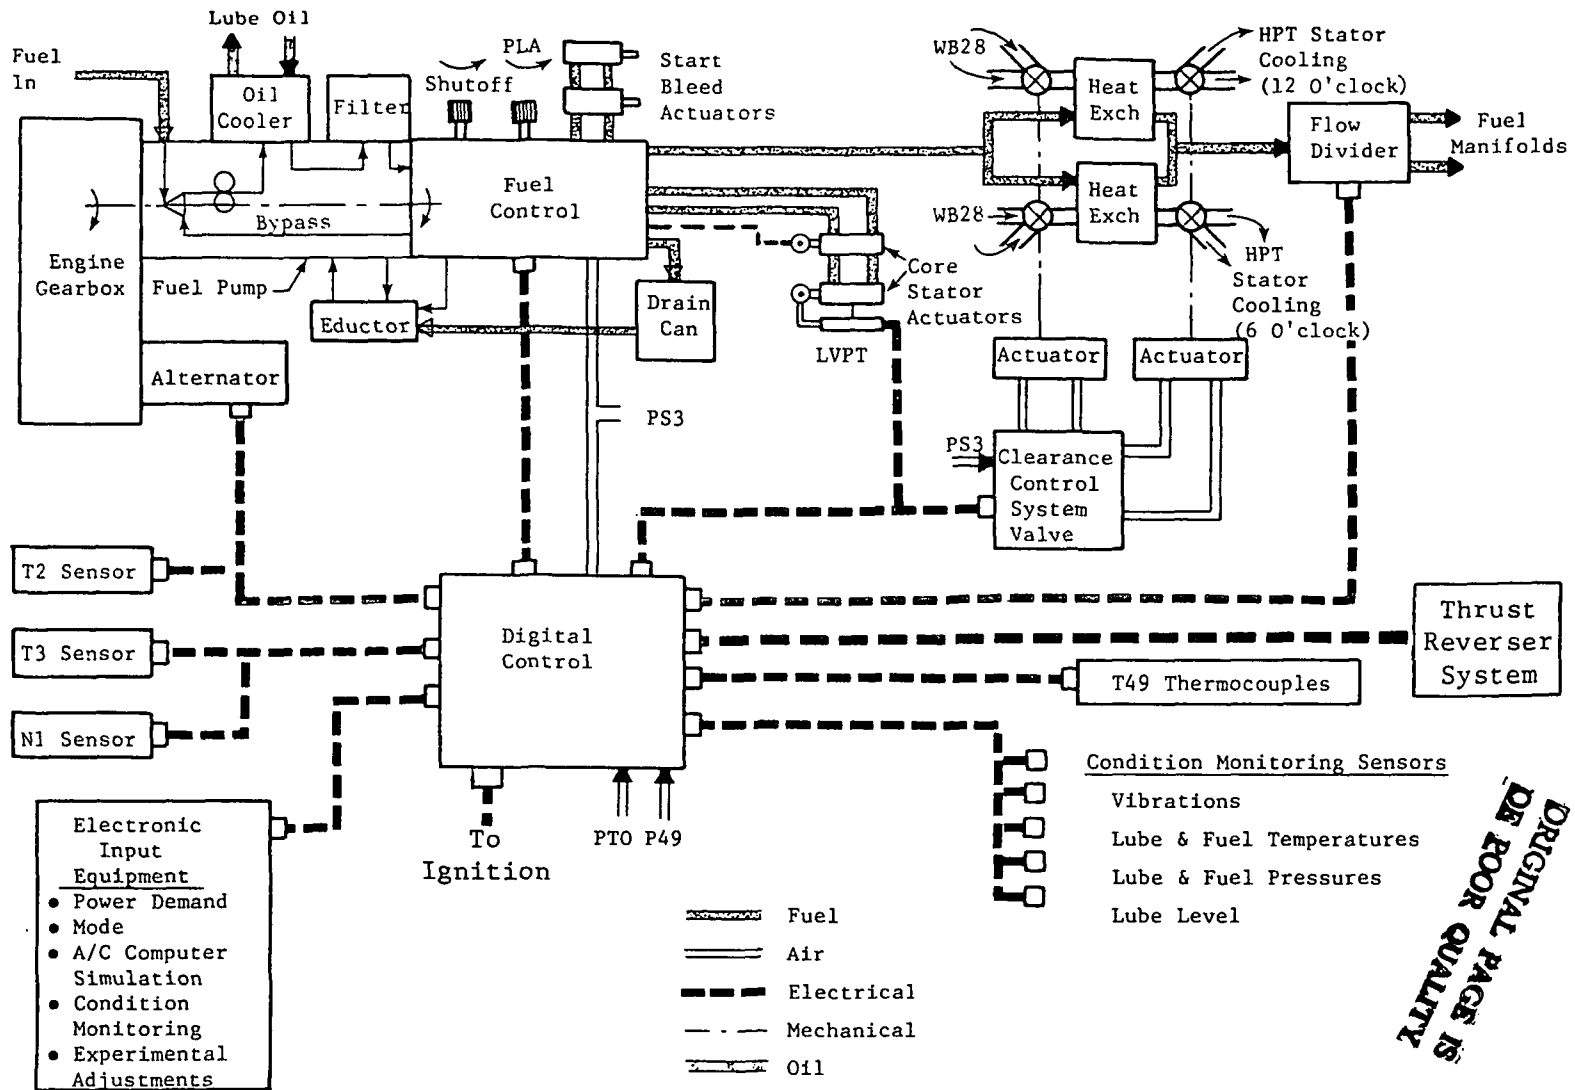 Lube Oil
Fuel
In
Oil
Cooler
Filter
Shutoff
PLA
Start
Bleed
Actuators
WB28
Heat
Exch
HPT Stator
Cooling
(12 O'clock)
Flow
Divider
Fuel
Manifolds
Engine
Gearbox
Bypass
Fuel Pump
Fuel
Control
Eductor
Drain
Can
Core
Stator
Actuators
LVPT
WB28
Heat
Exch
HPT
Stator
Cooling
(6 O'clock)
Alternator
Actuator
Actuator
PS3
PS3
Clearance
Control
System
Valve
T2 Sensor
T3 Sensor
N1 Sensor
Digital
Control
Thrust
Reverser
System
T49 Thermocouples
Electronic
Input
Equipment
• Power Demand
• Mode
• A/C Computer
Simulation
• Condition
Monitoring
• Experimental
Adjustments
To
Ignition
PTO P49
Condition Monitoring Sensors
Vibrations
Lube & Fuel Temperatures
Lube & Fuel Pressures
Lube Level
Fuel
Air
Electrical
Mechanical
Oil
ORIGINAL PAGE IS
OF POOR QUALITY